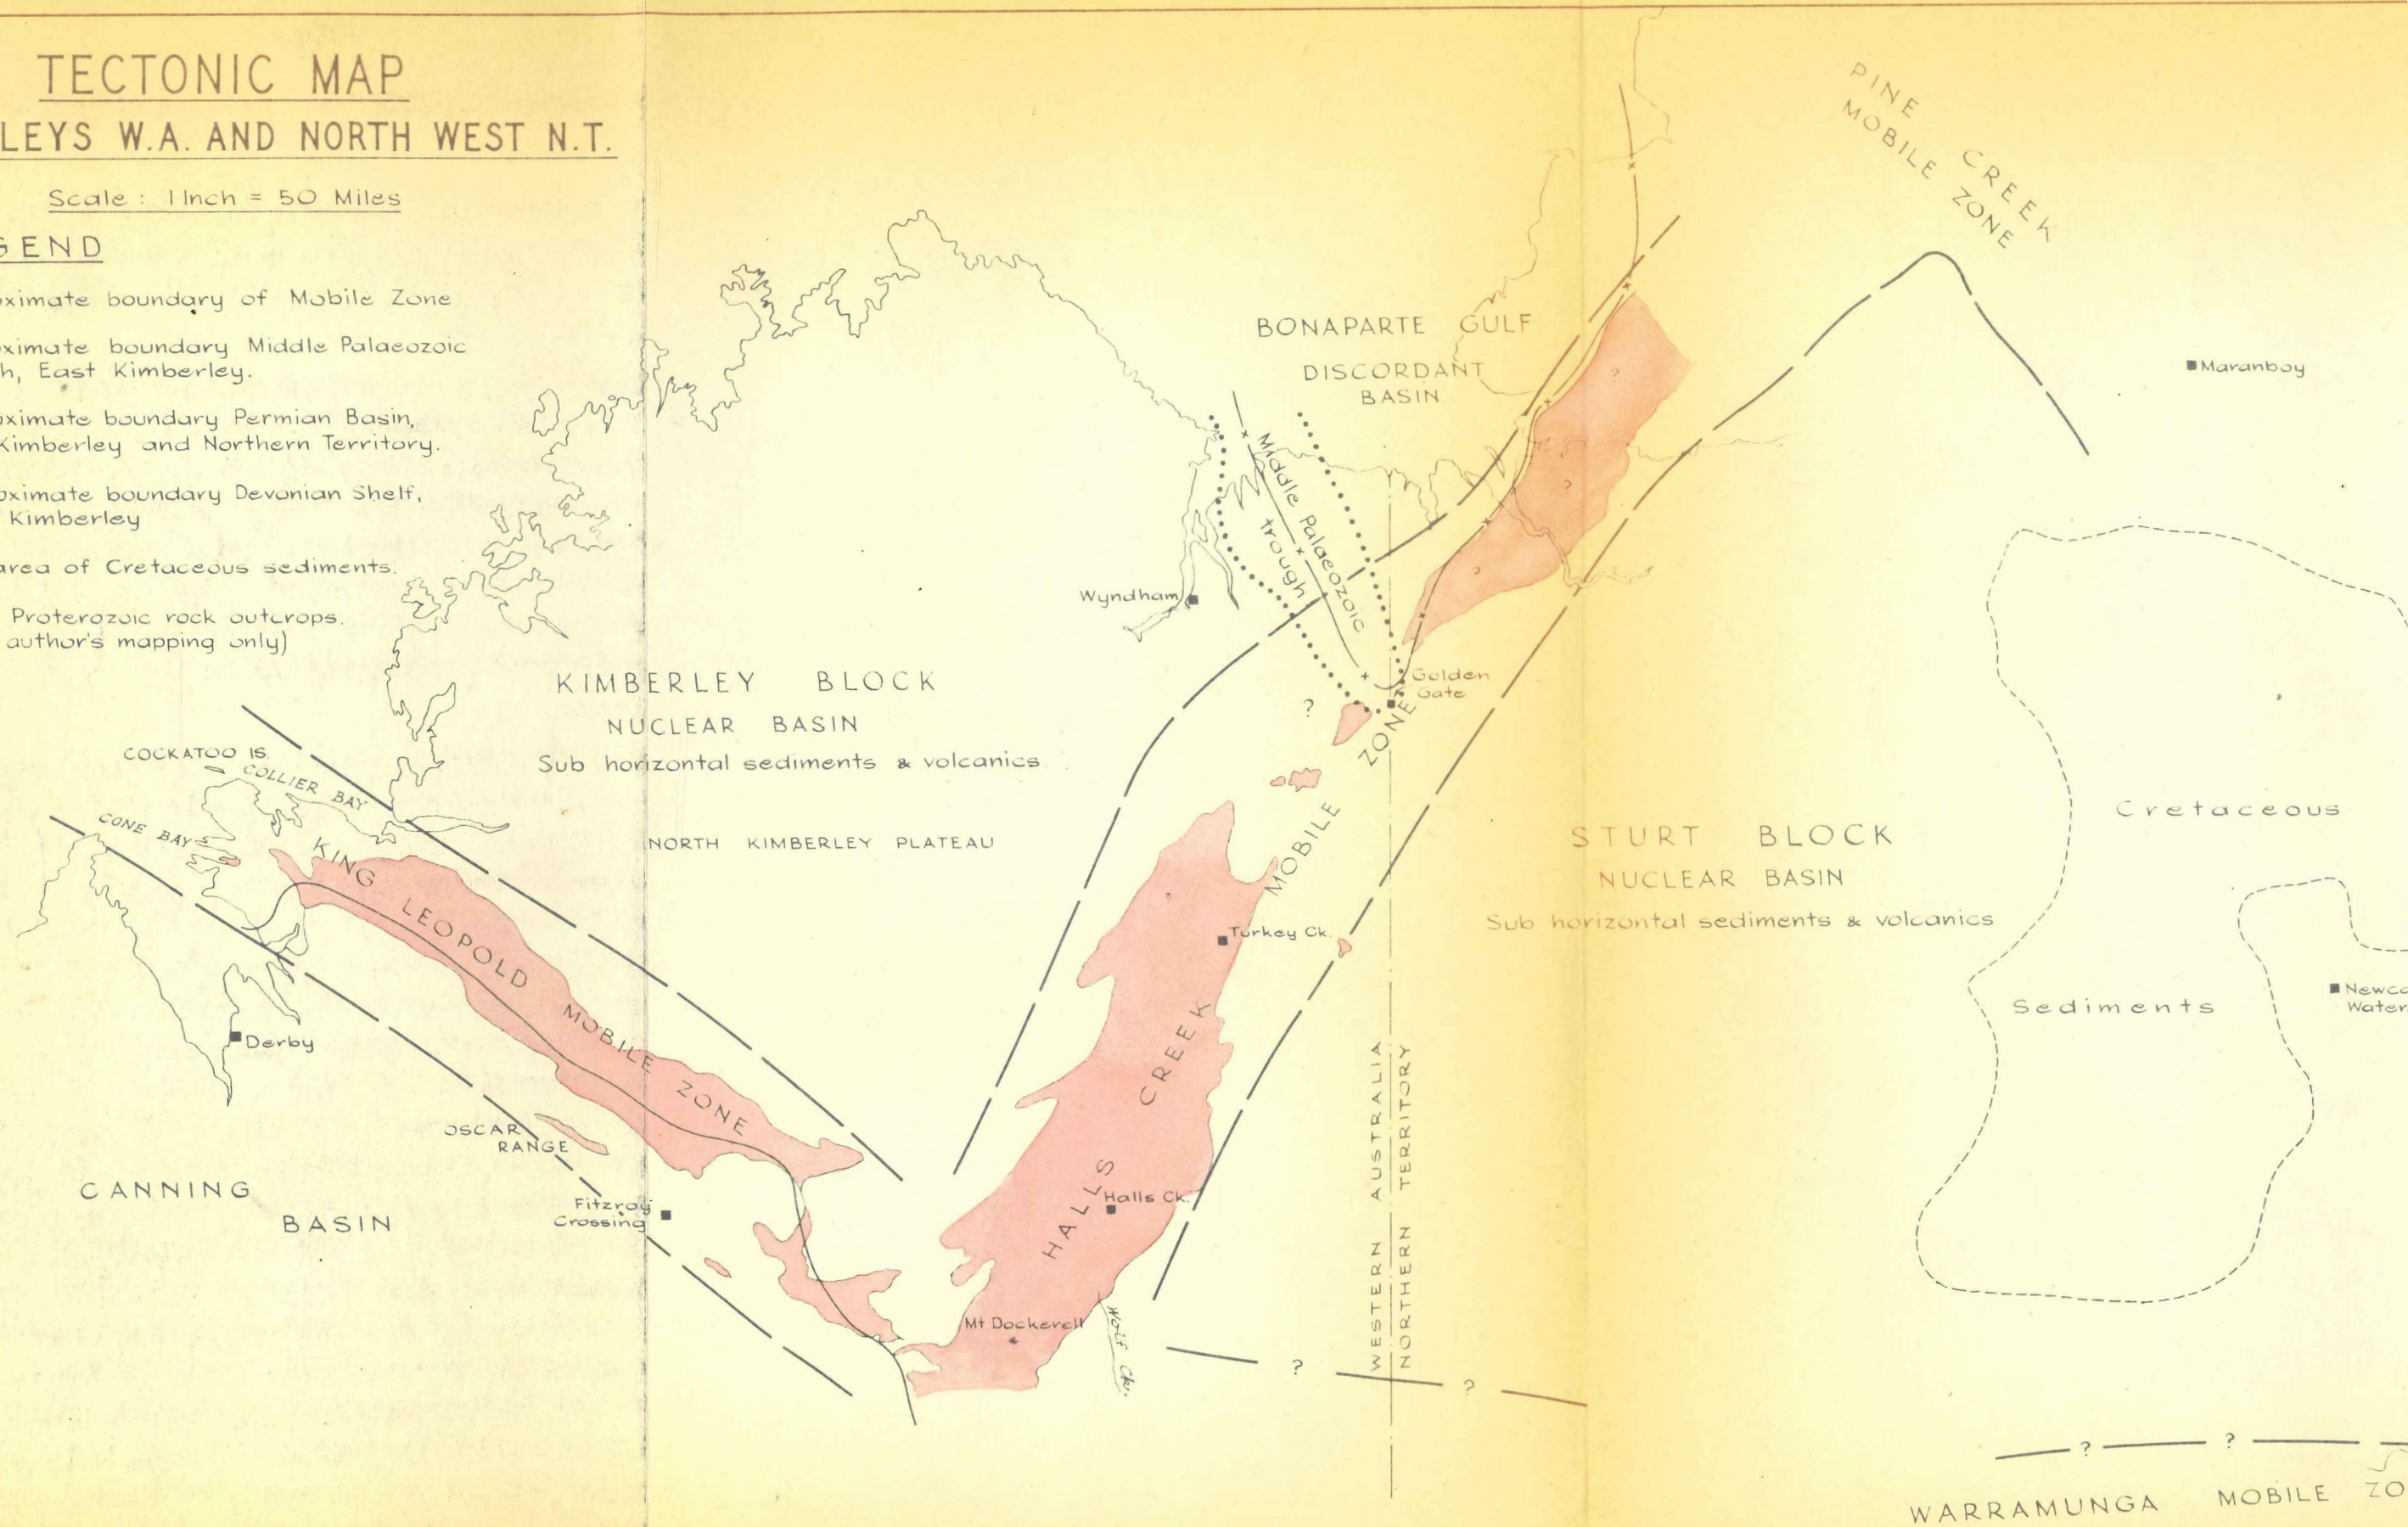 TECTONIC MAP
LEYS W.A. AND NORTH WEST N.T.
Scale : 1 Inch = 50 Miles
GEND
oximate boundary of Mobile Zone
oximate boundary Middle Palaeozoic
h, East Kimberley.
oximate boundary Permian Basin,
Kimberley and Northern Territory.
oximate boundary Devonian Shelf,
Kimberley
area of Cretaceous sediments.
Proterozoic rock outcrops.
author's mapping only)
PINE CREEK
MOBILE ZONE
BONAPARTE GULF
DISCORDANT
BASIN
Maranboy
Middle Palaeozoic
trough
Wyndham
Golden
Gate
?
?
?
?
KIMBERLEY BLOCK
NUCLEAR BASIN
Sub horizontal sediments & volcanics
NORTH KIMBERLEY PLATEAU
COCKATOO IS.
COLLIER BAY
CONE BAY
KING LEOPOLD MOBILE ZONE
Derby
OSCAR
RANGE
CANNING
BASIN
Fitzroy
Crossing
HALLS CREEK MOBILE ZONE
Turkey Ck.
Halls Ck.
Mt Dockerell
Wolf Ck.
WESTERN AUSTRALIA
NORTHERN TERRITORY
STURT BLOCK
NUCLEAR BASIN
Sub horizontal sediments & volcanics
Cretaceous
Sediments
Newca
Water
? ?
? ?
WARRAMUNGA MOBILE ZO